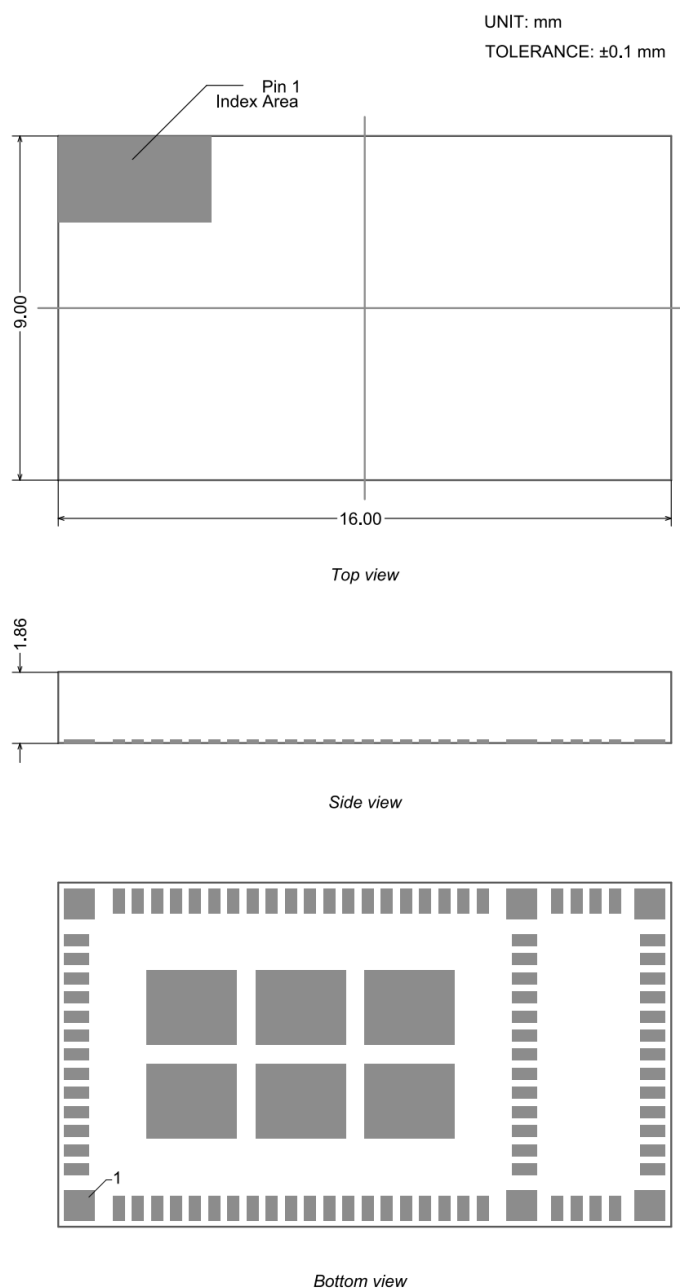 UNIT: mm
TOLERANCE: ±0.1 mm
Pin 1
Index Area
9.00
16.00
Top view
1.86
Side view
1
Bottom view